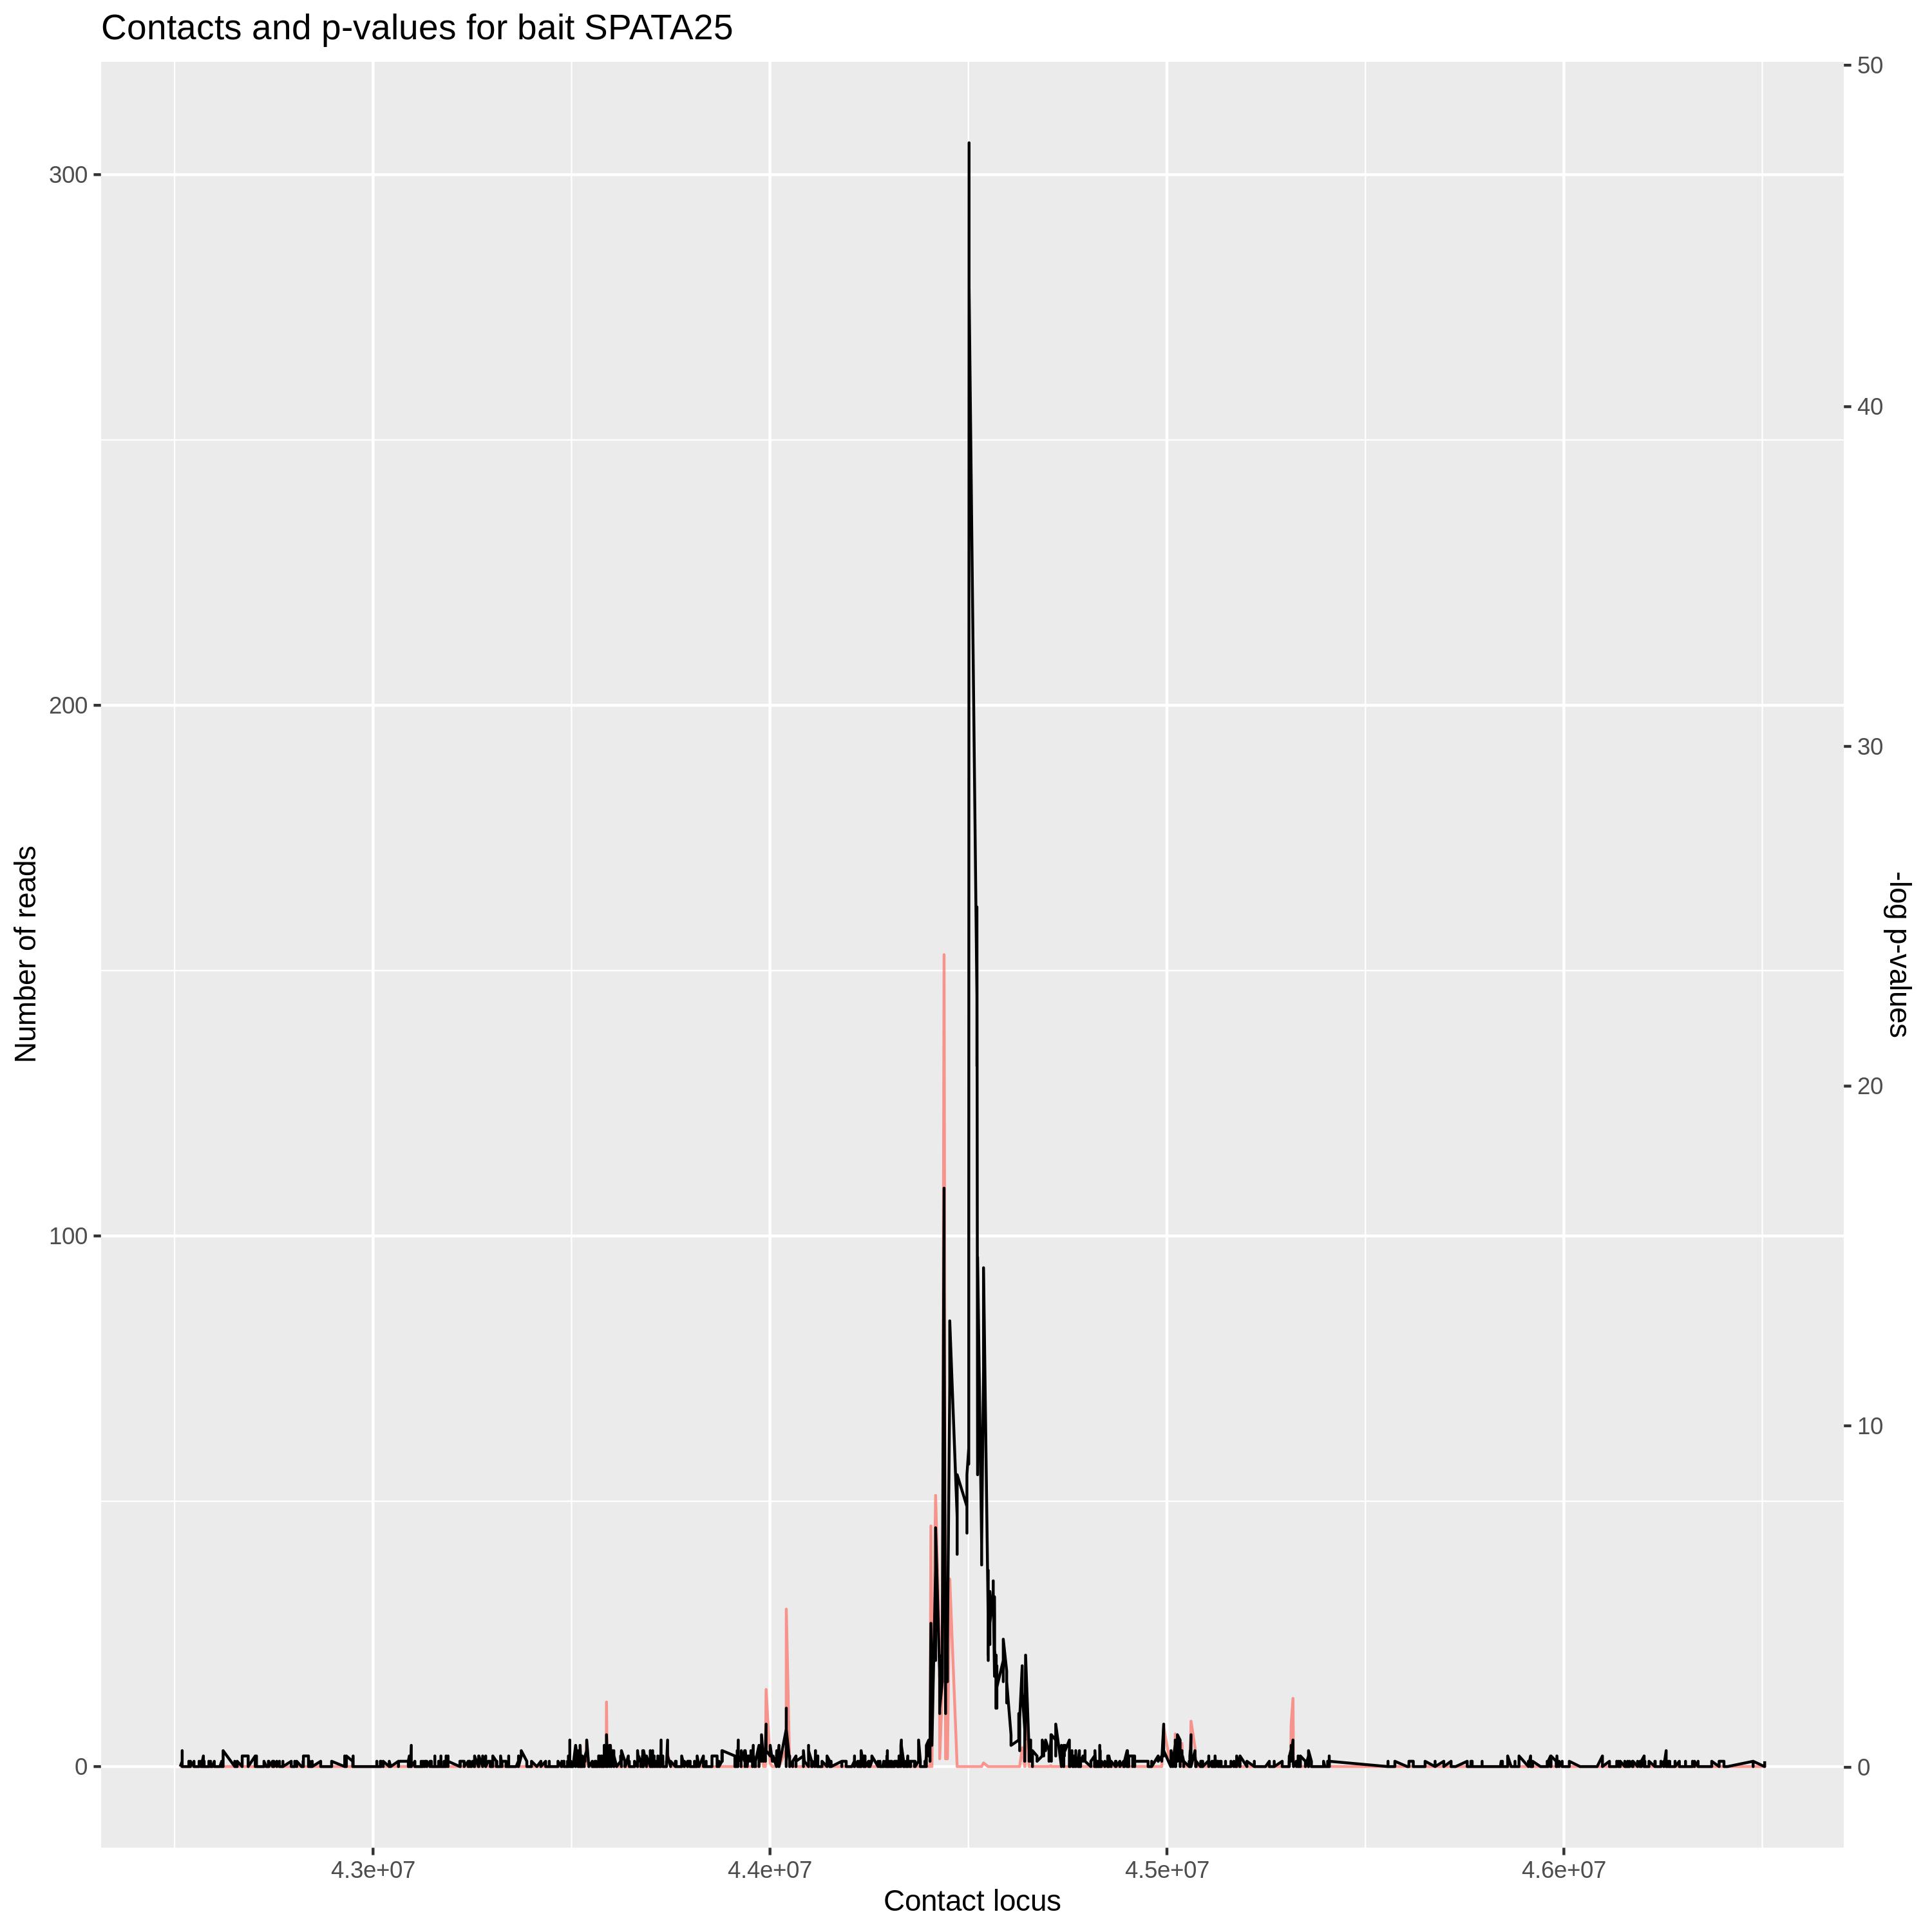 Contacts and p-values for bait SPATA25
300
200
100
0
Number of reads
50
40
30
20
10
0
-log p-values
4.3e+07
4.4e+07
4.5e+07
4.6e+07
Contact locus